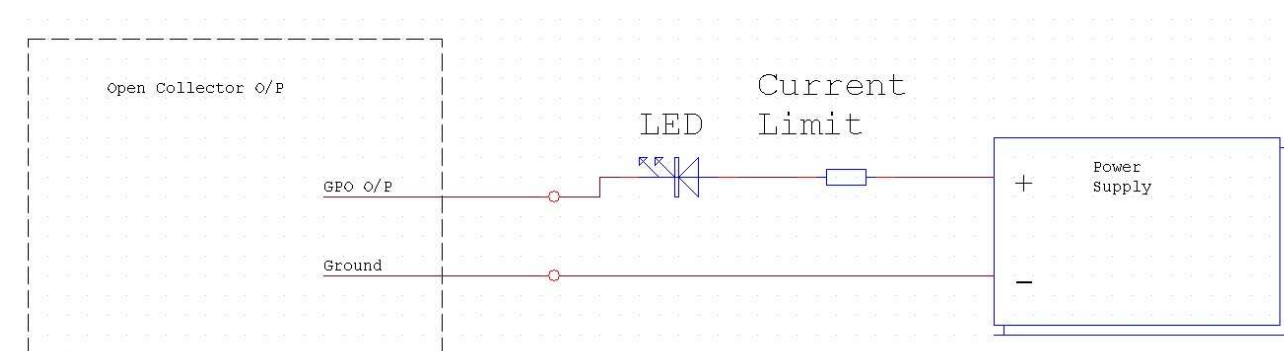 Open Collector O/P
Current
Limit
LED
Power
Supply
GPO O/P
+
Ground
−